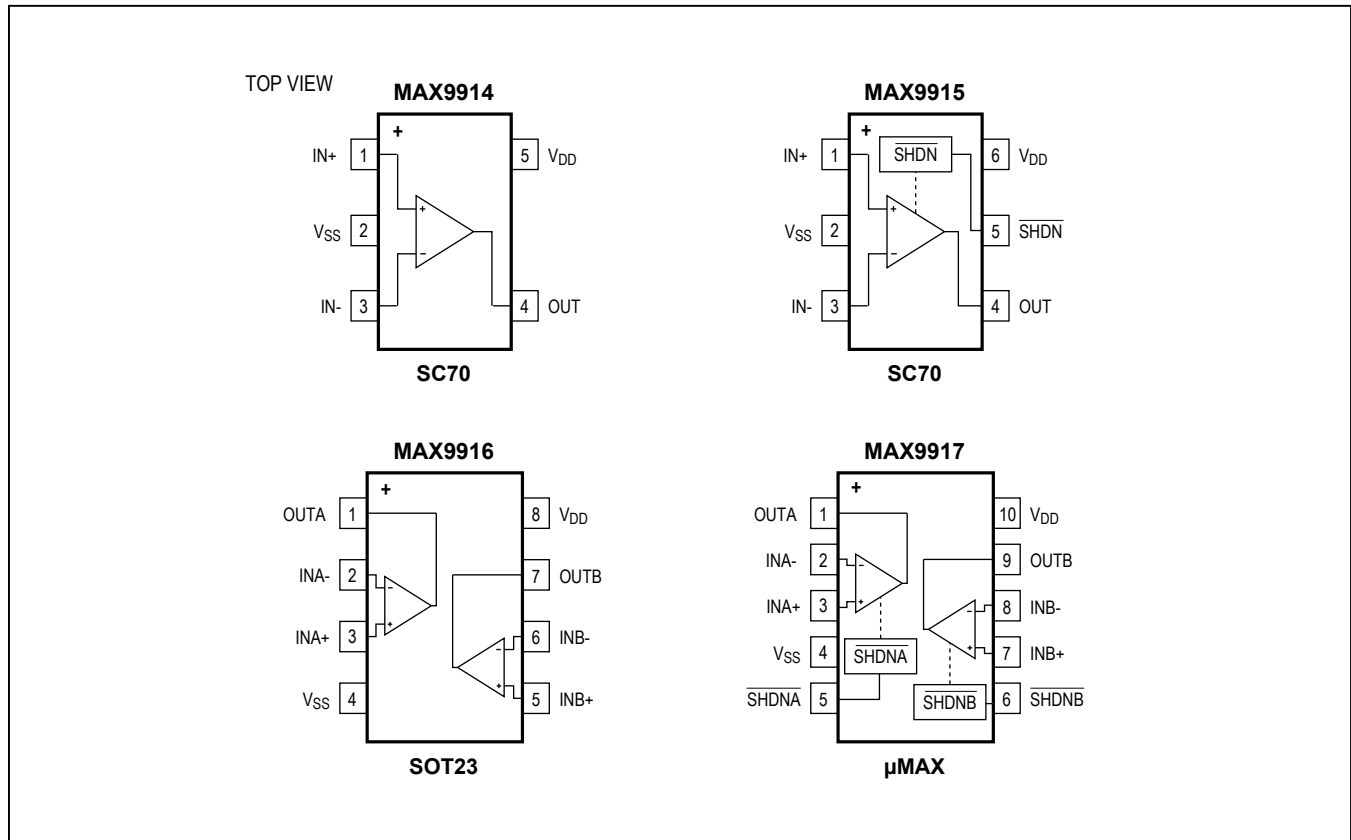 TOP VIEW
MAX9914
+
IN+ 1
5 VDD
VSS 2
IN- 3
4 OUT
+
−
SC70
MAX9915
+
IN+ 1
SHDN
6 VDD
VSS 2
5 SHDN
IN- 3
4 OUT
+
−
SC70
MAX9916
+
OUTA 1
8 VDD
INA- 2
7 OUTB
INA+ 3
6 INB-
VSS 4
5 INB+
−
+
−
+
SOT23
MAX9917
+
OUTA 1
10 VDD
INA- 2
9 OUTB
INA+ 3
8 INB-
VSS 4
SHDNA
7 INB+
SHDNA 5
SHDNB
6 SHDNB
−
+
−
+
µMAX